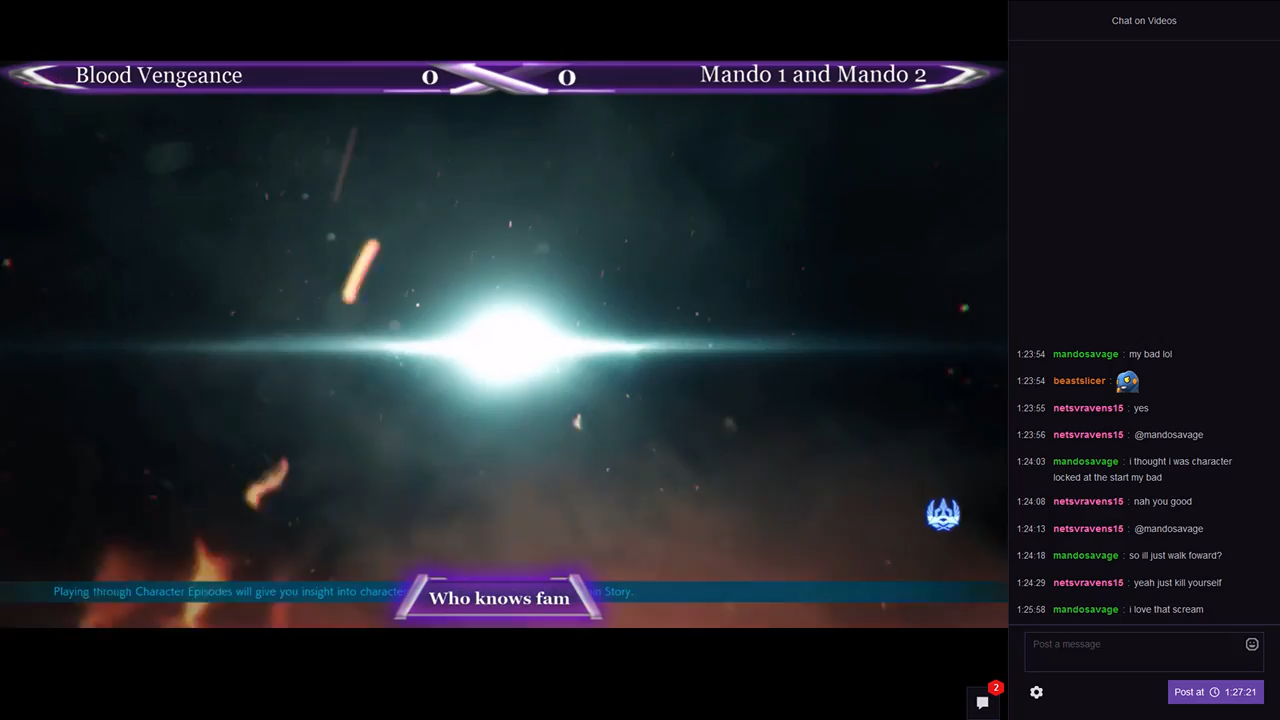 Chat on Videos
Blood Vengeance 0 0 Mando 1 and Mando 2
1:23:54 mandosavage : my bad lol
1:23:54 beastslicer :
1:23:55 netsvravens15 : yes
1:23:56 netsvravens15 : @mandosavage
1:24:03 mandosavage : i thought i was character
locked at the start my bad
1:24:08 netsvravens15 : nah you good
1:24:13 netsvravens15 : @mandosavage
1:24:18 mandosavage : so ill just walk foward?
1:24:29 netsvravens15 : yeah just kill yourself
1:25:58 mandosavage : i love that scream
Playing through Character Episodes will give you insight into Story.
Who knows fam
Post a message
2
Post at 1:27:21